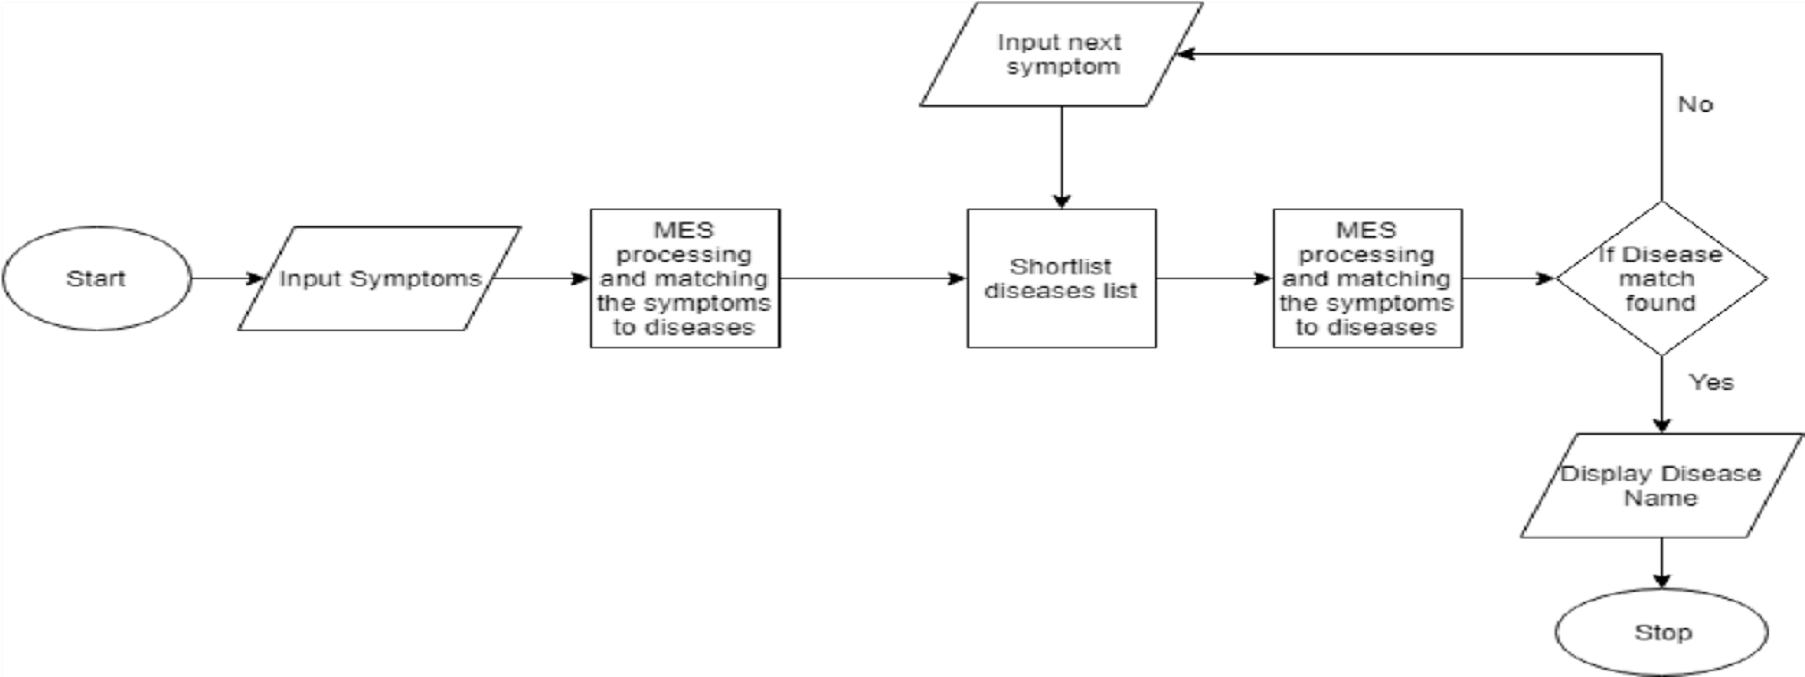 Input next
symptom
No
Start
Input Symptoms
MES
processing
and matching
the symptoms
to diseases
Shortlist
diseases list
MES
processing
and matching
the symptoms
to diseases
If Disease
match
found
Yes
Display Disease
Name
Stop